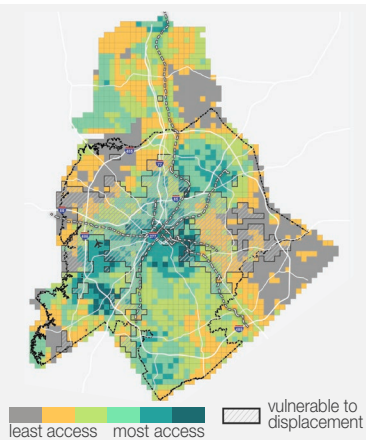 least access most access
vulnerable to
displacement